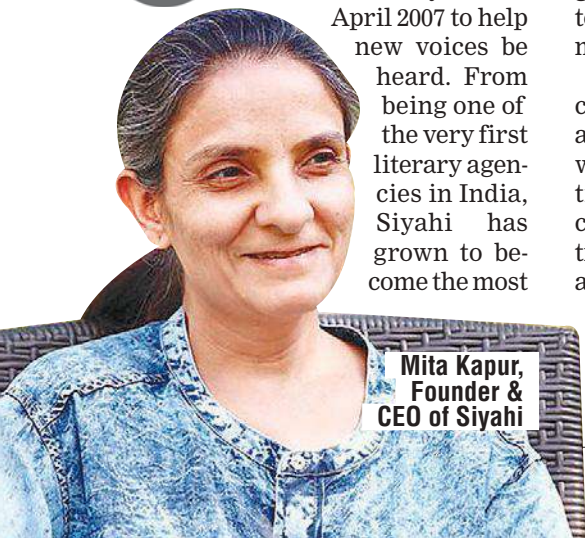 April 2007 to help
new voices be
heard. From
being one of
the very first
literary agen-
cies in India,
Siyahi has
grown to be-
come the most
Mita Kapur,
Founder &
CEO of Siyahi